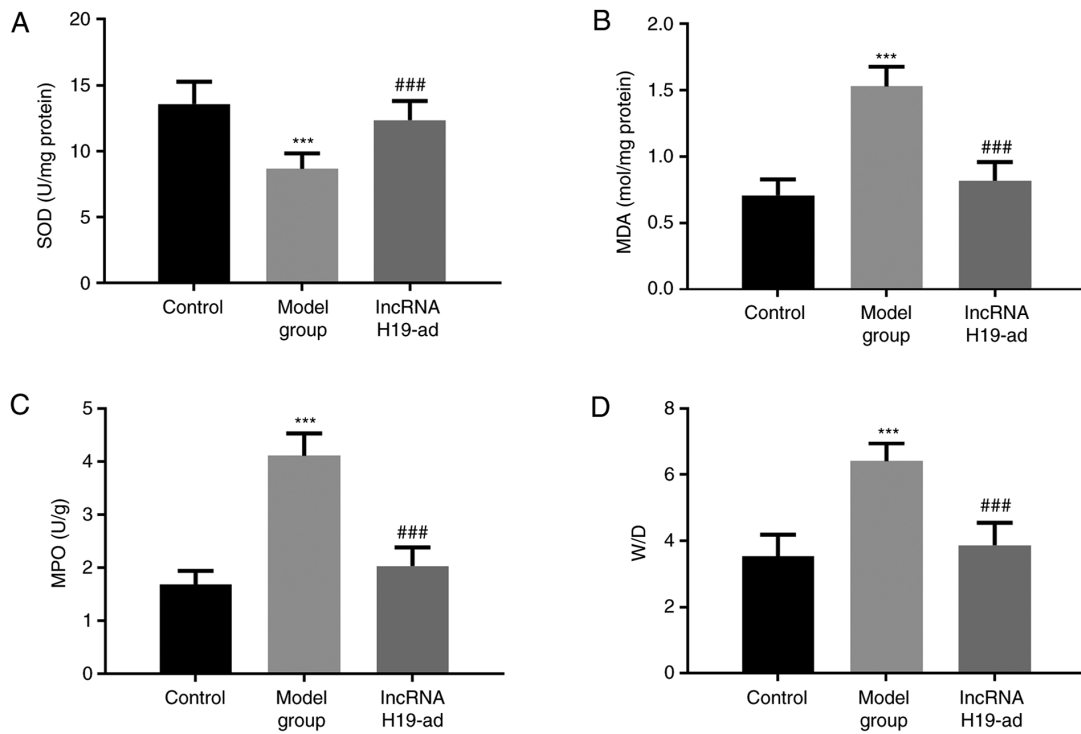 A
SOD (U/mg protein)
20
15
10
5
0
***
###
Control
Model
group
lncRNA
H19-ad
B
MDA (mol/mg protein)
2.0
1.5
1.0
0.5
0.0
***
###
Control
Model
group
lncRNA
H19-ad
C
MPO (U/g)
5
4
3
2
1
0
***
###
Control
Model
group
lncRNA
H19-ad
D
W/D
8
6
4
2
0
***
###
Control
Model
group
lncRNA
H19-ad